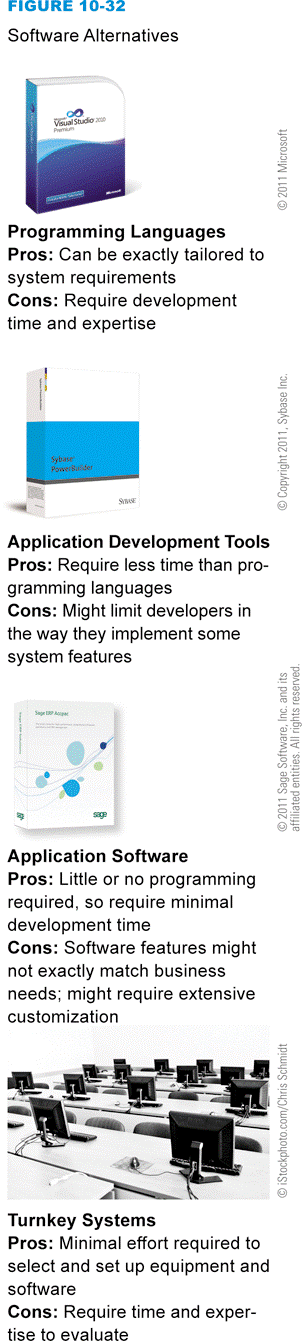 FIGURE 10-32
Software Alternatives
Visual Studio 2010
Premium
Microsoft
© 2011 Microsoft
Programming Languages
Pros: Can be exactly tailored to
system requirements
Cons: Require development
time and expertise
Sybase
PowerBuilder
SYBASE
© Copyright 2011, Sybase Inc.
Application Development Tools
Pros: Require less time than pro-
gramming languages
Cons: Might limit developers in
the way they implement some
system features
Sage ERP Accpac
sage
© 2011 Sage Software, Inc. and its
affiliated entities. All rights reserved.
Application Software
Pros: Little or no programming
required, so require minimal
development time
Cons: Software features might
not exactly match business
needs; might require extensive
customization
© iStockphoto.com/Chris Schmidt
Turnkey Systems
Pros: Minimal effort required to
select and set up equipment and
software
Cons: Require time and exper-
tise to evaluate